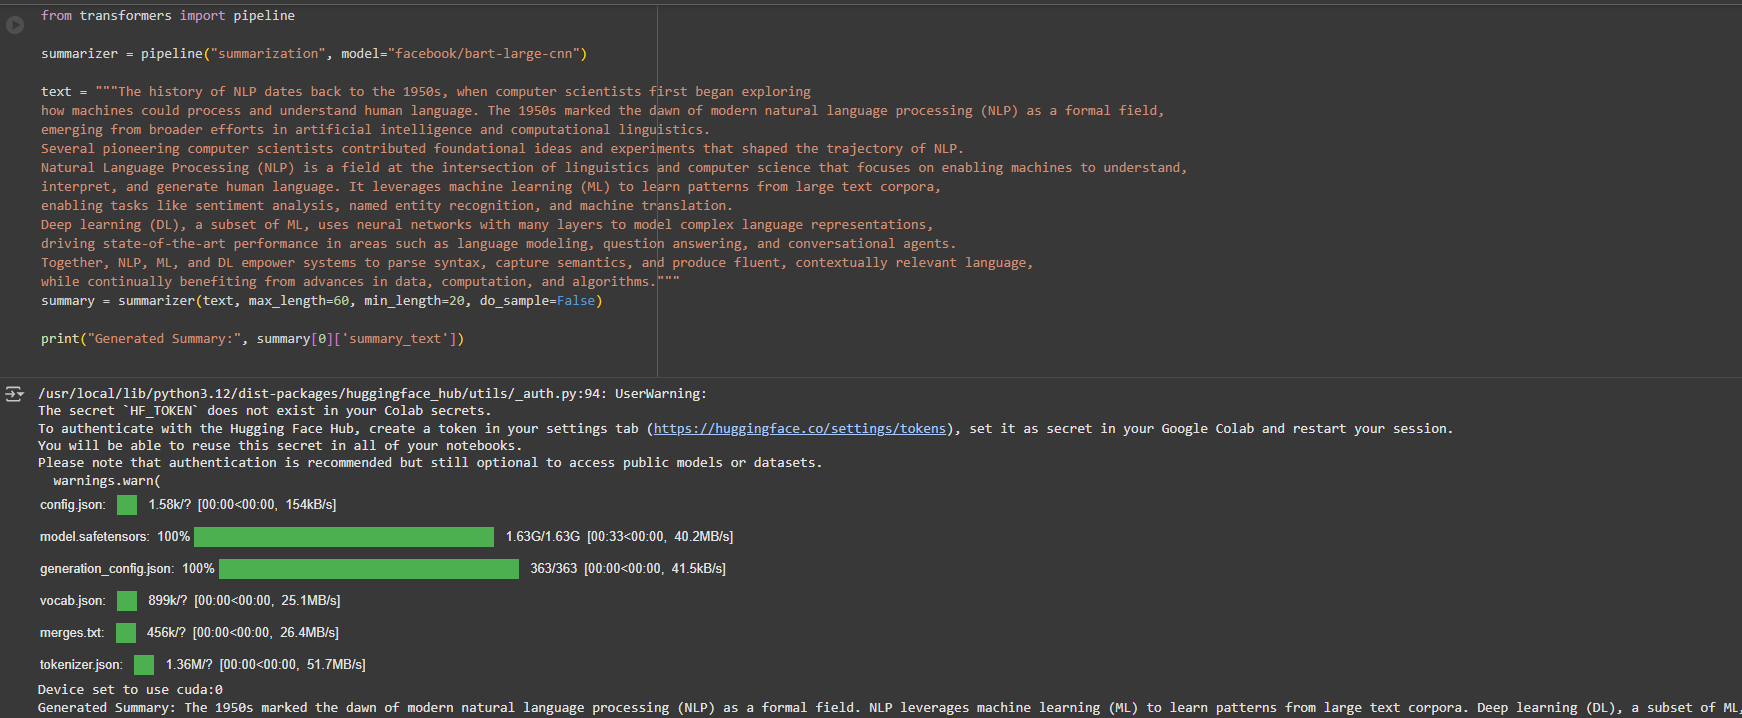 from transformers import pipeline
summarizer = pipeline("summarization", model="facebook/bart-large-cnn")
text = """The history of NLP dates back to the 1950s, when computer scientists first began exploring
how machines could process and understand human language. The 1950s marked the dawn of modern natural language processing (NLP) as a formal field,
emerging from broader efforts in artificial intelligence and computational linguistics.
Several pioneering computer scientists contributed foundational ideas and experiments that shaped the trajectory of NLP.
Natural Language Processing (NLP) is a field at the intersection of linguistics and computer science that focuses on enabling machines to understand,
interpret, and generate human language. It leverages machine learning (ML) to learn patterns from large text corpora,
enabling tasks like sentiment analysis, named entity recognition, and machine translation.
Deep learning (DL), a subset of ML, uses neural networks with many layers to model complex language representations,
driving state-of-the-art performance in areas such as language modeling, question answering, and conversational agents.
Together, NLP, ML, and DL empower systems to parse syntax, capture semantics, and produce fluent, contextually relevant language,
while continually benefiting from advances in data, computation, and algorithms."""
summary = summarizer(text, max_length=60, min_length=20, do_sample=False)
print("Generated Summary:", summary[0]['summary_text'])
/usr/local/lib/python3.12/dist-packages/huggingface_hub/utils/_auth.py:94: UserWarning:
The secret `HF_TOKEN` does not exist in your Colab secrets.
To authenticate with the Hugging Face Hub, create a token in your settings tab (https://huggingface.co/settings/tokens), set it as secret in your Google Colab and restart your session.
You will be able to reuse this secret in all of your notebooks.
Please note that authentication is recommended but still optional to access public models or datasets.
warnings.warn(
config.json: 1.58k/? [00:00<00:00, 154kB/s]
model.safetensors: 100% 1.63G/1.63G [00:33<00:00, 40.2MB/s]
generation_config.json: 100% 363/363 [00:00<00:00, 41.5kB/s]
vocab.json: 899k/? [00:00<00:00, 25.1MB/s]
merges.txt: 456k/? [00:00<00:00, 26.4MB/s]
tokenizer.json: 1.36M/? [00:00<00:00, 51.7MB/s]
Device set to use cuda:0
Generated Summary: The 1950s marked the dawn of modern natural language processing (NLP) as a formal field. NLP leverages machine learning (ML) to learn patterns from large text corpora. Deep learning (DL), a subset of ML,